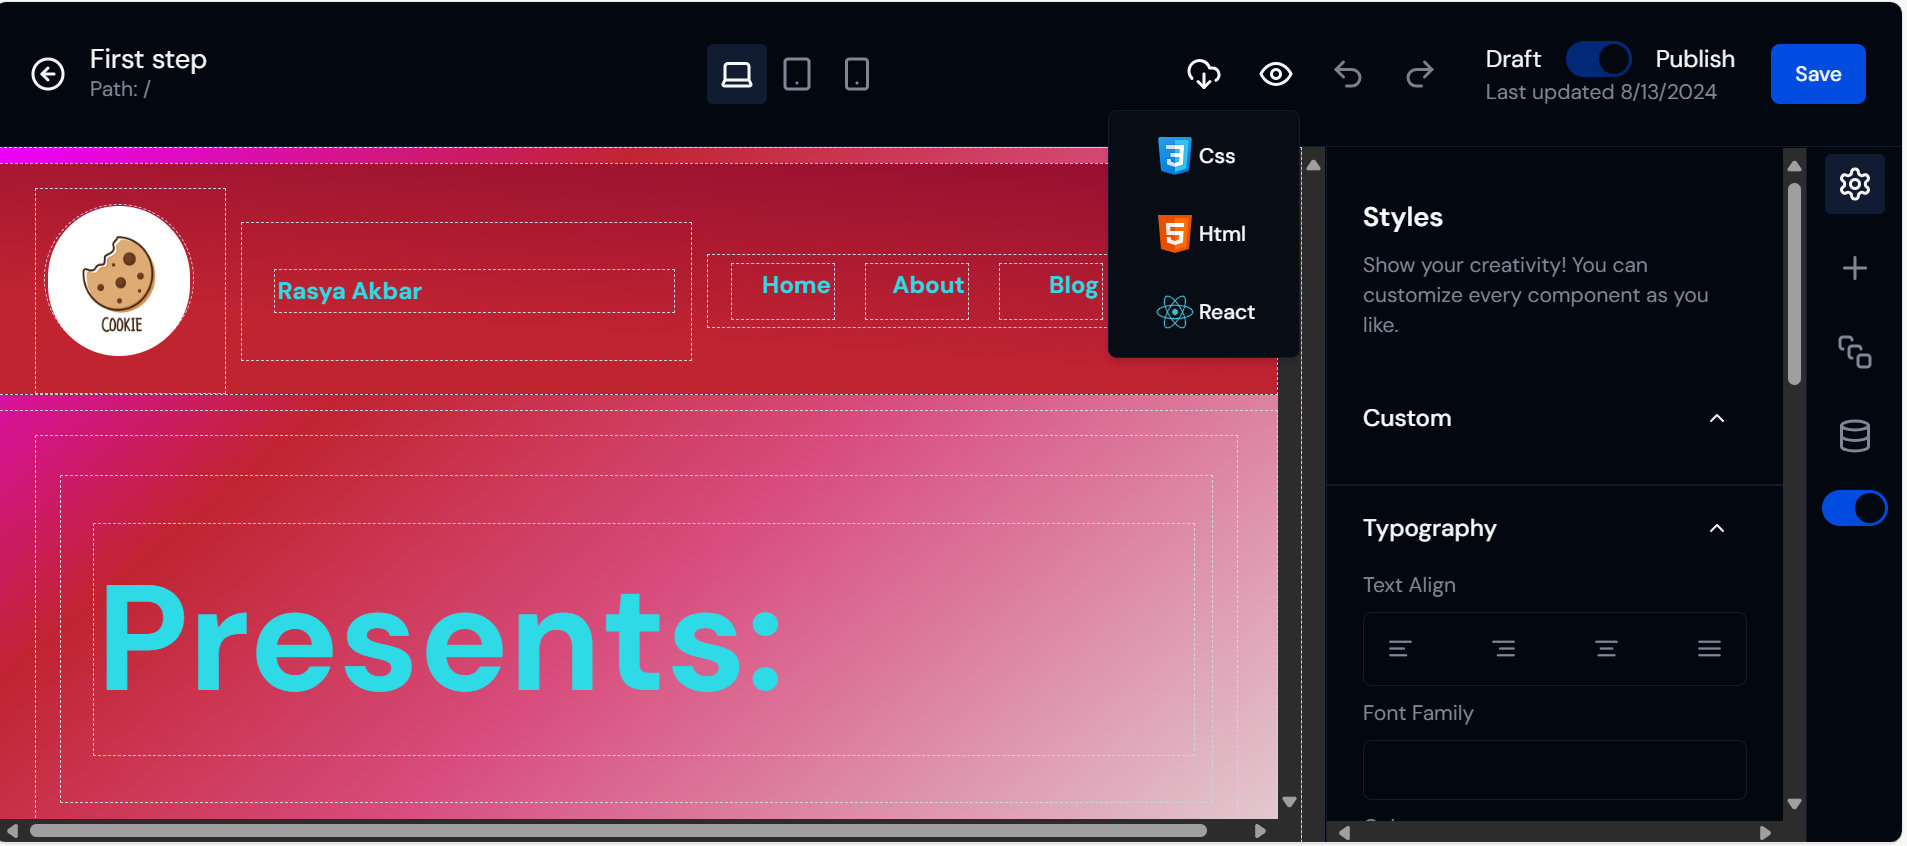 First step
Path: /
Draft
Publish
Last updated 8/13/2024
Save
Css
Html
React
COOKIE
Rasya Akbar
Home
About
Blog
Presents:
Styles
Show your creativity! You can
customize every component as you
like.
Custom
Typography
Text Align
Font Family